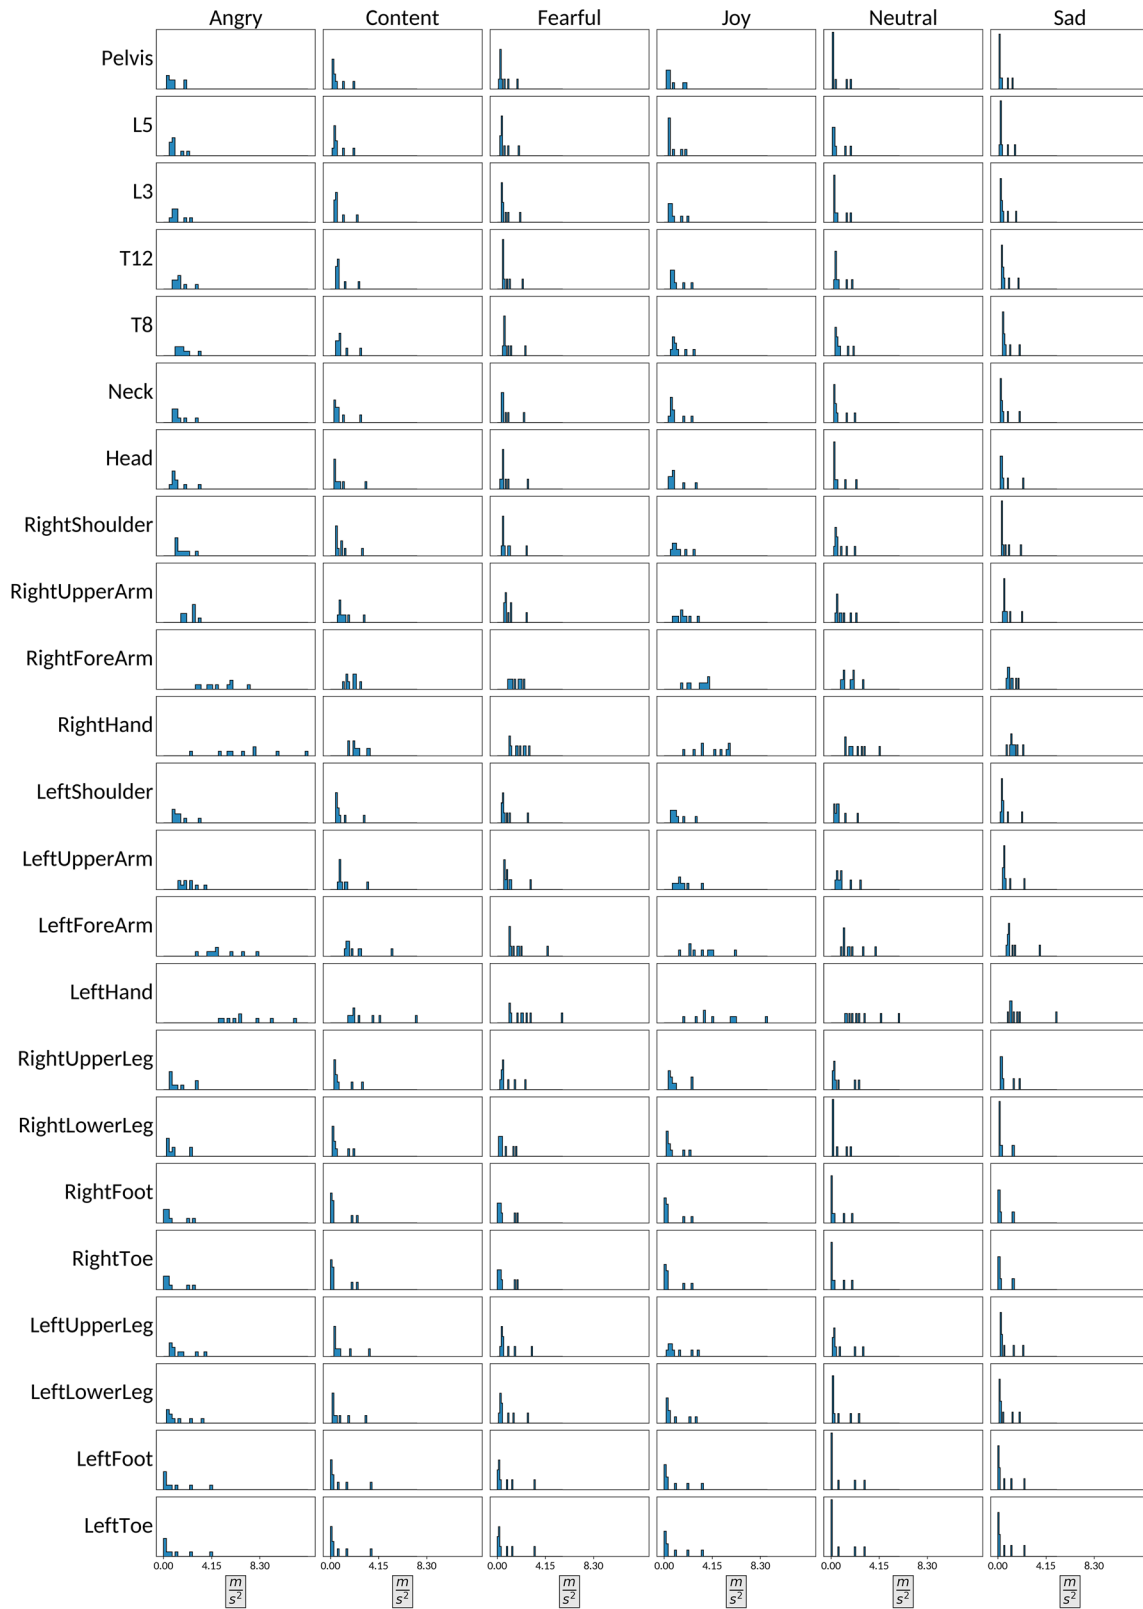 Angry Content Fearful Joy Neutral Sad
Pelvis
L5
L3
T12
T8
Neck
Head
RightShoulder
RightUpperArm
RightForeArm
RightHand
LeftShoulder
LeftUpperArm
LeftForeArm
LeftHand
RightUpperLeg
RightLowerLeg
RightFoot
RightToe
LeftUpperLeg
LeftLowerLeg
LeftFoot
LeftToe
0.00 4.15 8.30 0.00 4.15 8.30 0.00 4.15 8.30 0.00 4.15 8.30 0.00 4.15 8.30 0.00 4.15 8.30
m m m m m m
s² s² s² s² s² s²